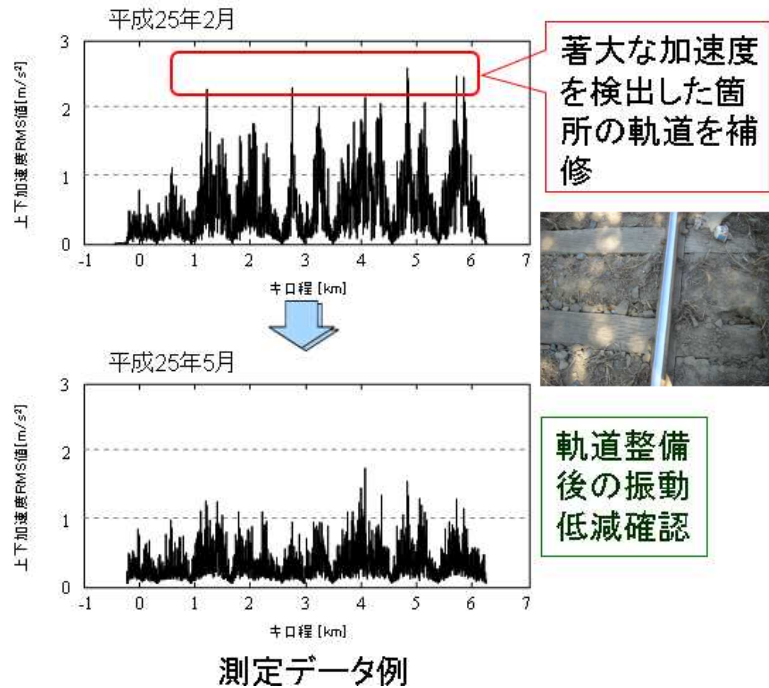 平成25年2月
3
2
1
0
上下加速度RMS値[m/s²]
-1 0 1 2 3 4 5 6 7
キロ程 [km]
著大な加速度
を検出した箇
所の軌道を補
修
平成25年5月
3
2
1
0
上下加速度RMS値[m/s²]
-1 0 1 2 3 4 5 6 7
キロ程 [km]
軌道整備
後の振動
低減確認
測定データ例